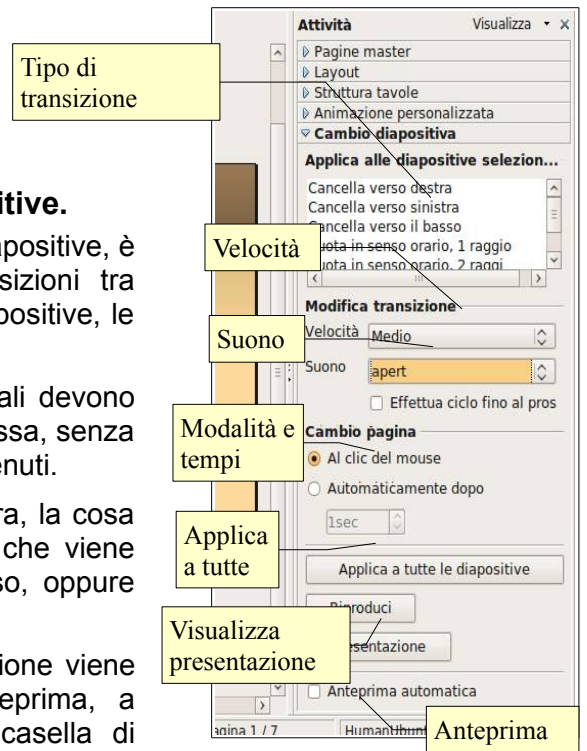 Attività Visualizza
Pagine master
Layout
Struttura tavole
Animazione personalizzata
Cambio diapositiva
Applica alle diapositive selezion...
Cancella verso destra
Cancella verso sinistra
Cancella verso il basso
in senso orario, 1 raggio
in senso orario, 2 raggi
Modifica transizione
Velocità Medio
Suono apert
Effettua ciclo fino al pros
Cambio pagina
Al clic del mouse
Automaticamente dopo
1sec
Applica a tutte le diapositive
Riproduci
Anteprima automatica
1 / 7
Tipo di
transizione
Velocità
Suono
Modalità e
tempi
Applica
a tutte
Visualizza
presentazione
Anteprima
itive.
apositive, è
sizioni tra
positive, le
ali devono
ssa, senza
enuti.
ra, la cosa
che viene
so, oppure
ione viene
eprima, a
casella di